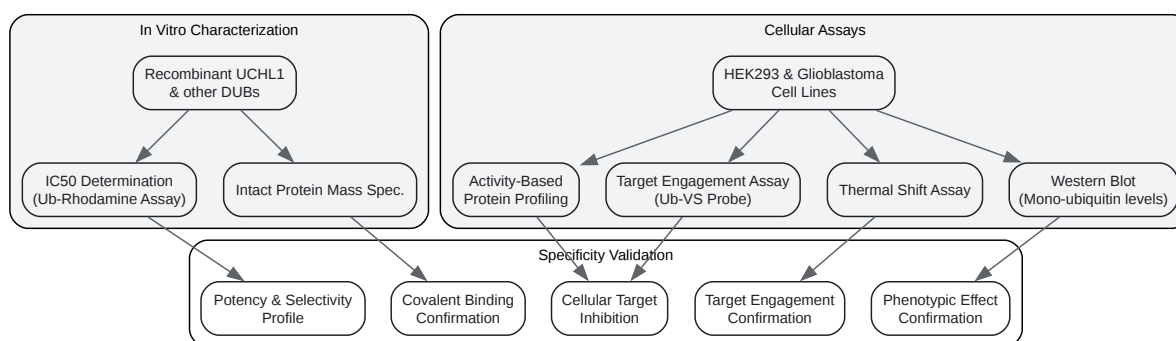 In Vitro Characterization
Recombinant UCHL1
& other DUBs
IC50 Determination
(Ub-Rhodamine Assay)
Intact Protein Mass Spec.
Cellular Assays
HEK293 & Glioblastoma
Cell Lines
Activity-Based
Protein Profiling
Target Engagement Assay
(Ub-VS Probe)
Thermal Shift Assay
Western Blot
(Mono-ubiquitin levels)
Specificity Validation
Potency & Selectivity
Profile
Covalent Binding
Confirmation
Cellular Target
Inhibition
Target Engagement
Confirmation
Phenotypic Effect
Confirmation